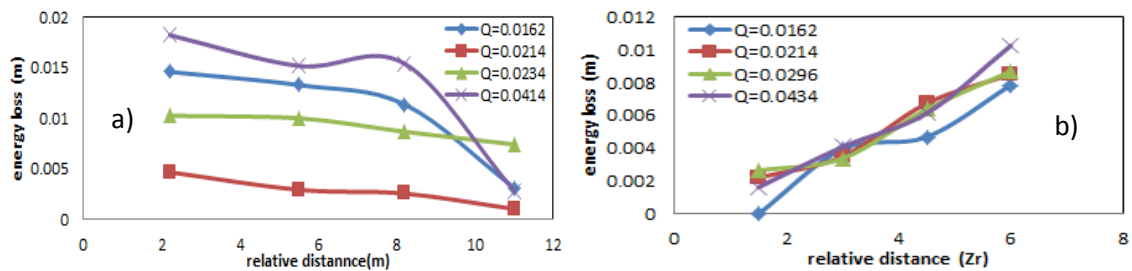 0.02
0.015
0.01
0.005
0
energy loss (m)
a)
Q=0.0162
Q=0.0214
Q=0.0234
Q=0.0414
0 2 4 6 8 10 12
relative distannce(m)
0.012
0.01
0.008
0.006
0.004
0.002
0
energy loss (m)
Q=0.0162
Q=0.0214
Q=0.0296
Q=0.0434
b)
0 2 4 6 8
relative distance (Zr)